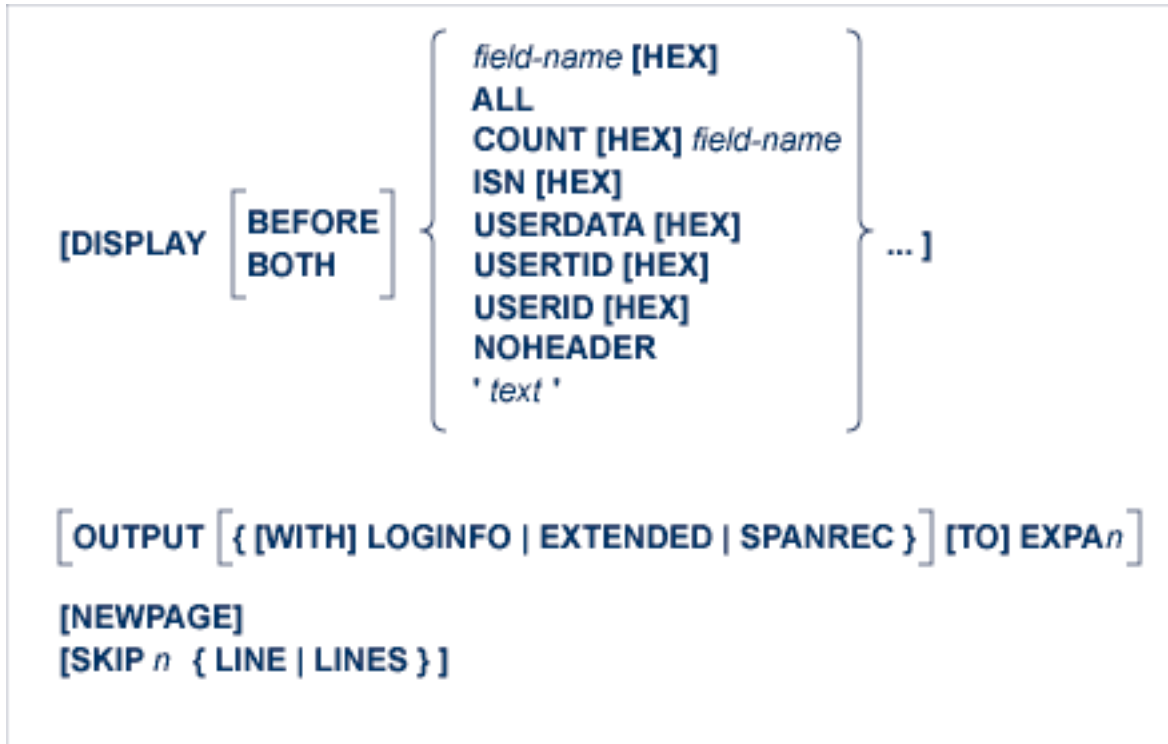 field-name [HEX]
ALL
COUNT [HEX] field-name
ISN [HEX]
[DISPLAY [BEFORE BOTH] { USERDATA [HEX] } ... ]
USERTID [HEX]
USERID [HEX]
NOHEADER
' text '
[OUTPUT [{ [WITH] LOGINFO | EXTENDED | SPANREC }] [TO] EXPAn]
[NEWPAGE]
[SKIP n { LINE | LINES } ]